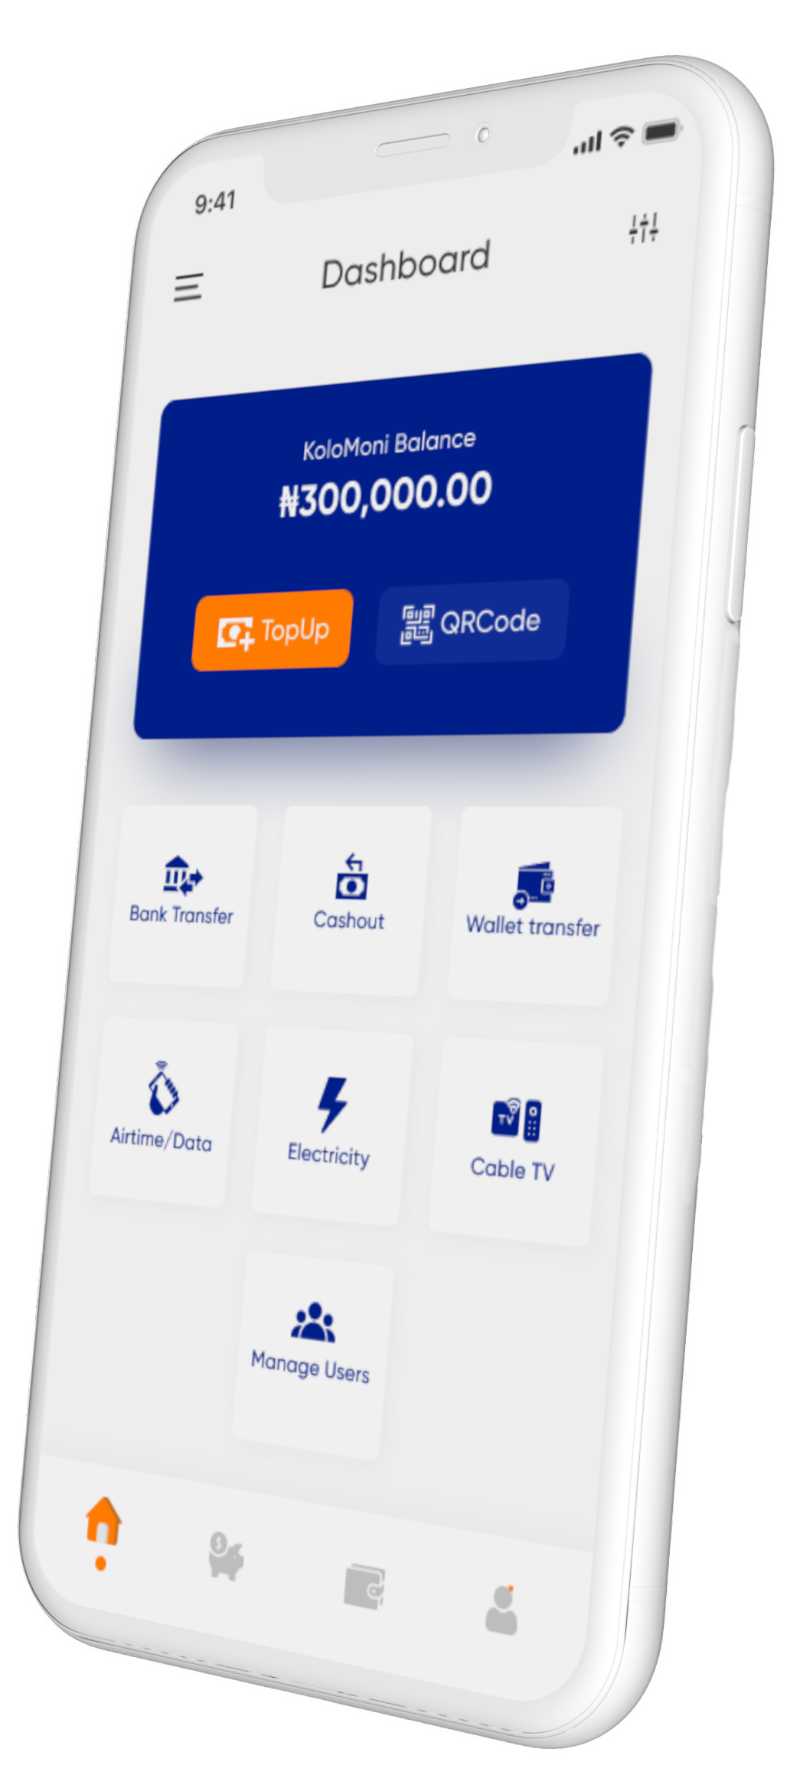 9:41
Dashboard
KoloMoni Balance
₦300,000.00
TopUp
QRCode
Bank Transfer
Cashout
Wallet transfer
Airtime/Data
Electricity
TV
Cable TV
Manage Users